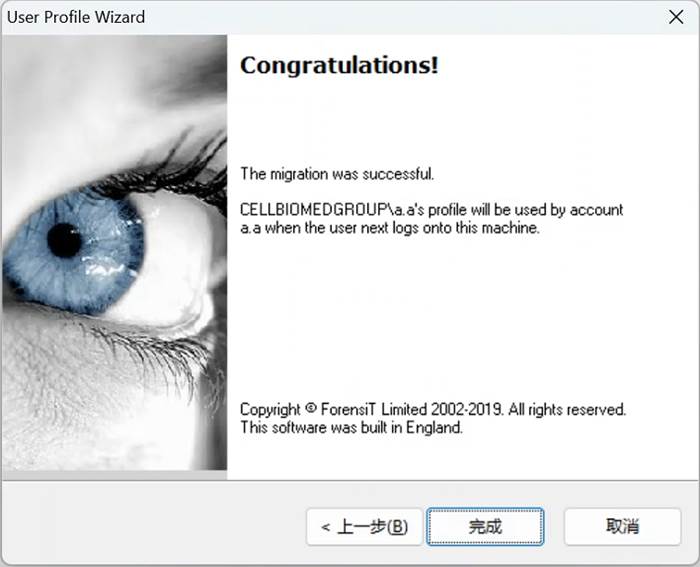 User Profile Wizard
Congratulations!
The migration was successful.
CELLBIOMEDGROUP\a.a's profile will be used by account
a.a when the user next logs onto this machine.
Copyright © ForensiT Limited 2002-2019. All rights reserved.
This software was built in England.
< 上一步(B)
完成
取消